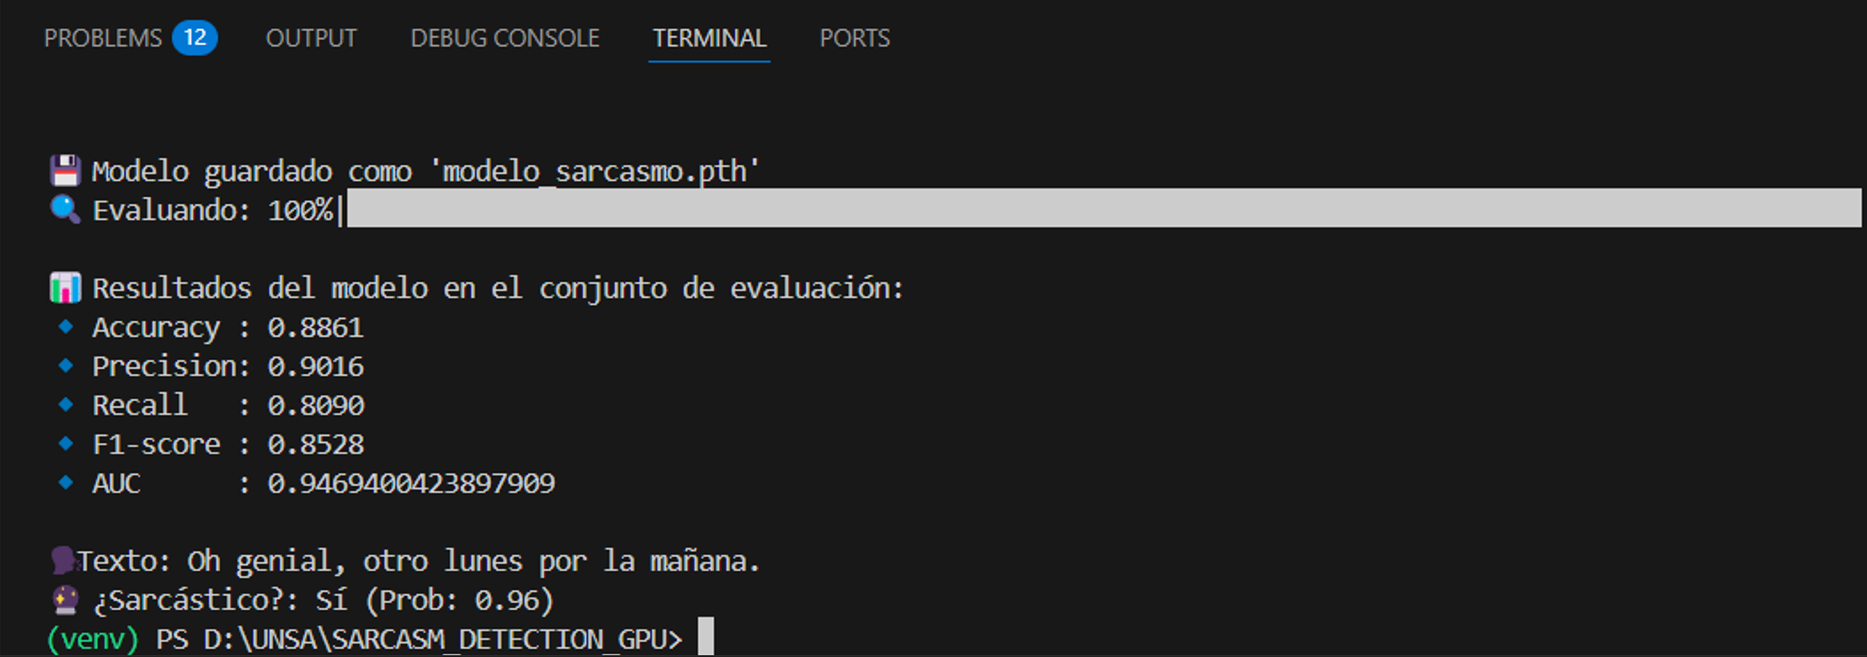 PROBLEMS 12 OUTPUT DEBUG CONSOLE TERMINAL PORTS
Modelo guardado como 'modelo_sarcasmo.pth'
Evaluando: 100%|
Resultados del modelo en el conjunto de evaluación:
Accuracy : 0.8861
Precision: 0.9016
Recall   : 0.8090
F1-score : 0.8528
AUC      : 0.9469400423897909
Texto: Oh genial, otro lunes por la mañana.
¿Sarcástico?: Sí (Prob: 0.96)
(venv) PS D:\UNSA\SARCASM_DETECTION_GPU>